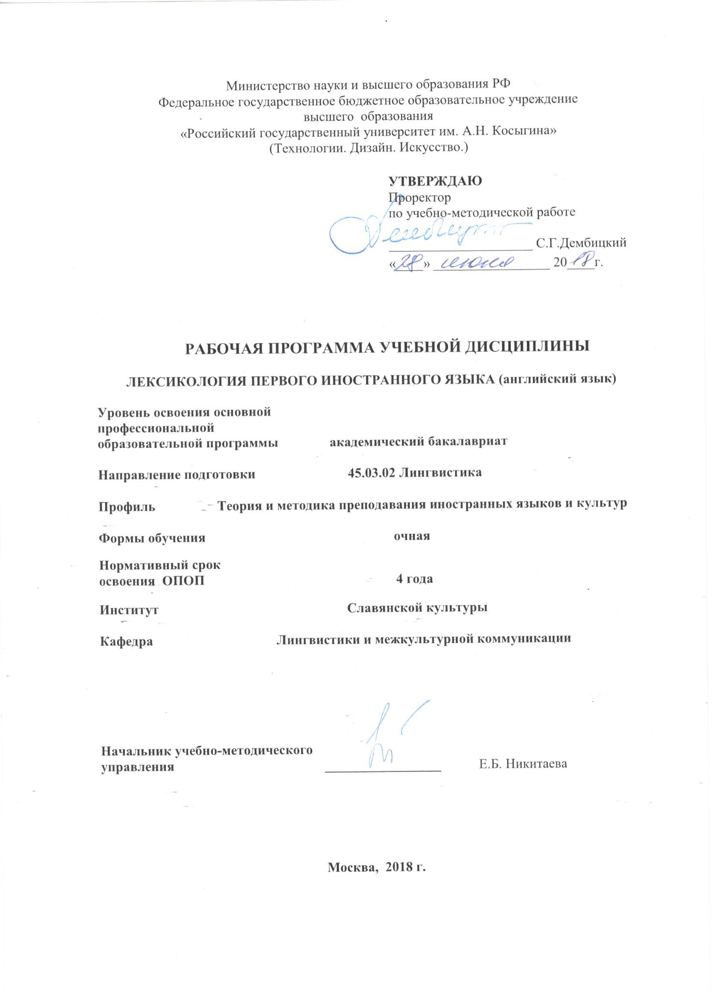 Министерство науки и высшего образования РФ
Федеральное государственное бюджетное образовательное учреждение
высшего образования
«Российский государственный университет им. А.Н. Косыгина»
(Технологии. Дизайн. Искусство.)
УТВЕРЖДАЮ
Проректор
по учебно-методической работе
С.Г.Дембицкий
«28» июня 2018г.
РАБОЧАЯ ПРОГРАММА УЧЕБНОЙ ДИСЦИПЛИНЫ
ЛЕКСИКОЛОГИЯ ПЕРВОГО ИНОСТРАННОГО ЯЗЫКА (английский язык)
Уровень освоения основной
профессиональной
образовательной программы академический бакалавриат
Направление подготовки 45.03.02 Лингвистика
Профиль Теория и методика преподавания иностранных языков и культур
Формы обучения очная
Нормативный срок
освоения ОПОП 4 года
Институт Славянской культуры
Кафедра Лингвистики и межкультурной коммуникации
Начальник учебно-методического
управления Е.Б. Никитаева
Москва, 2018 г.